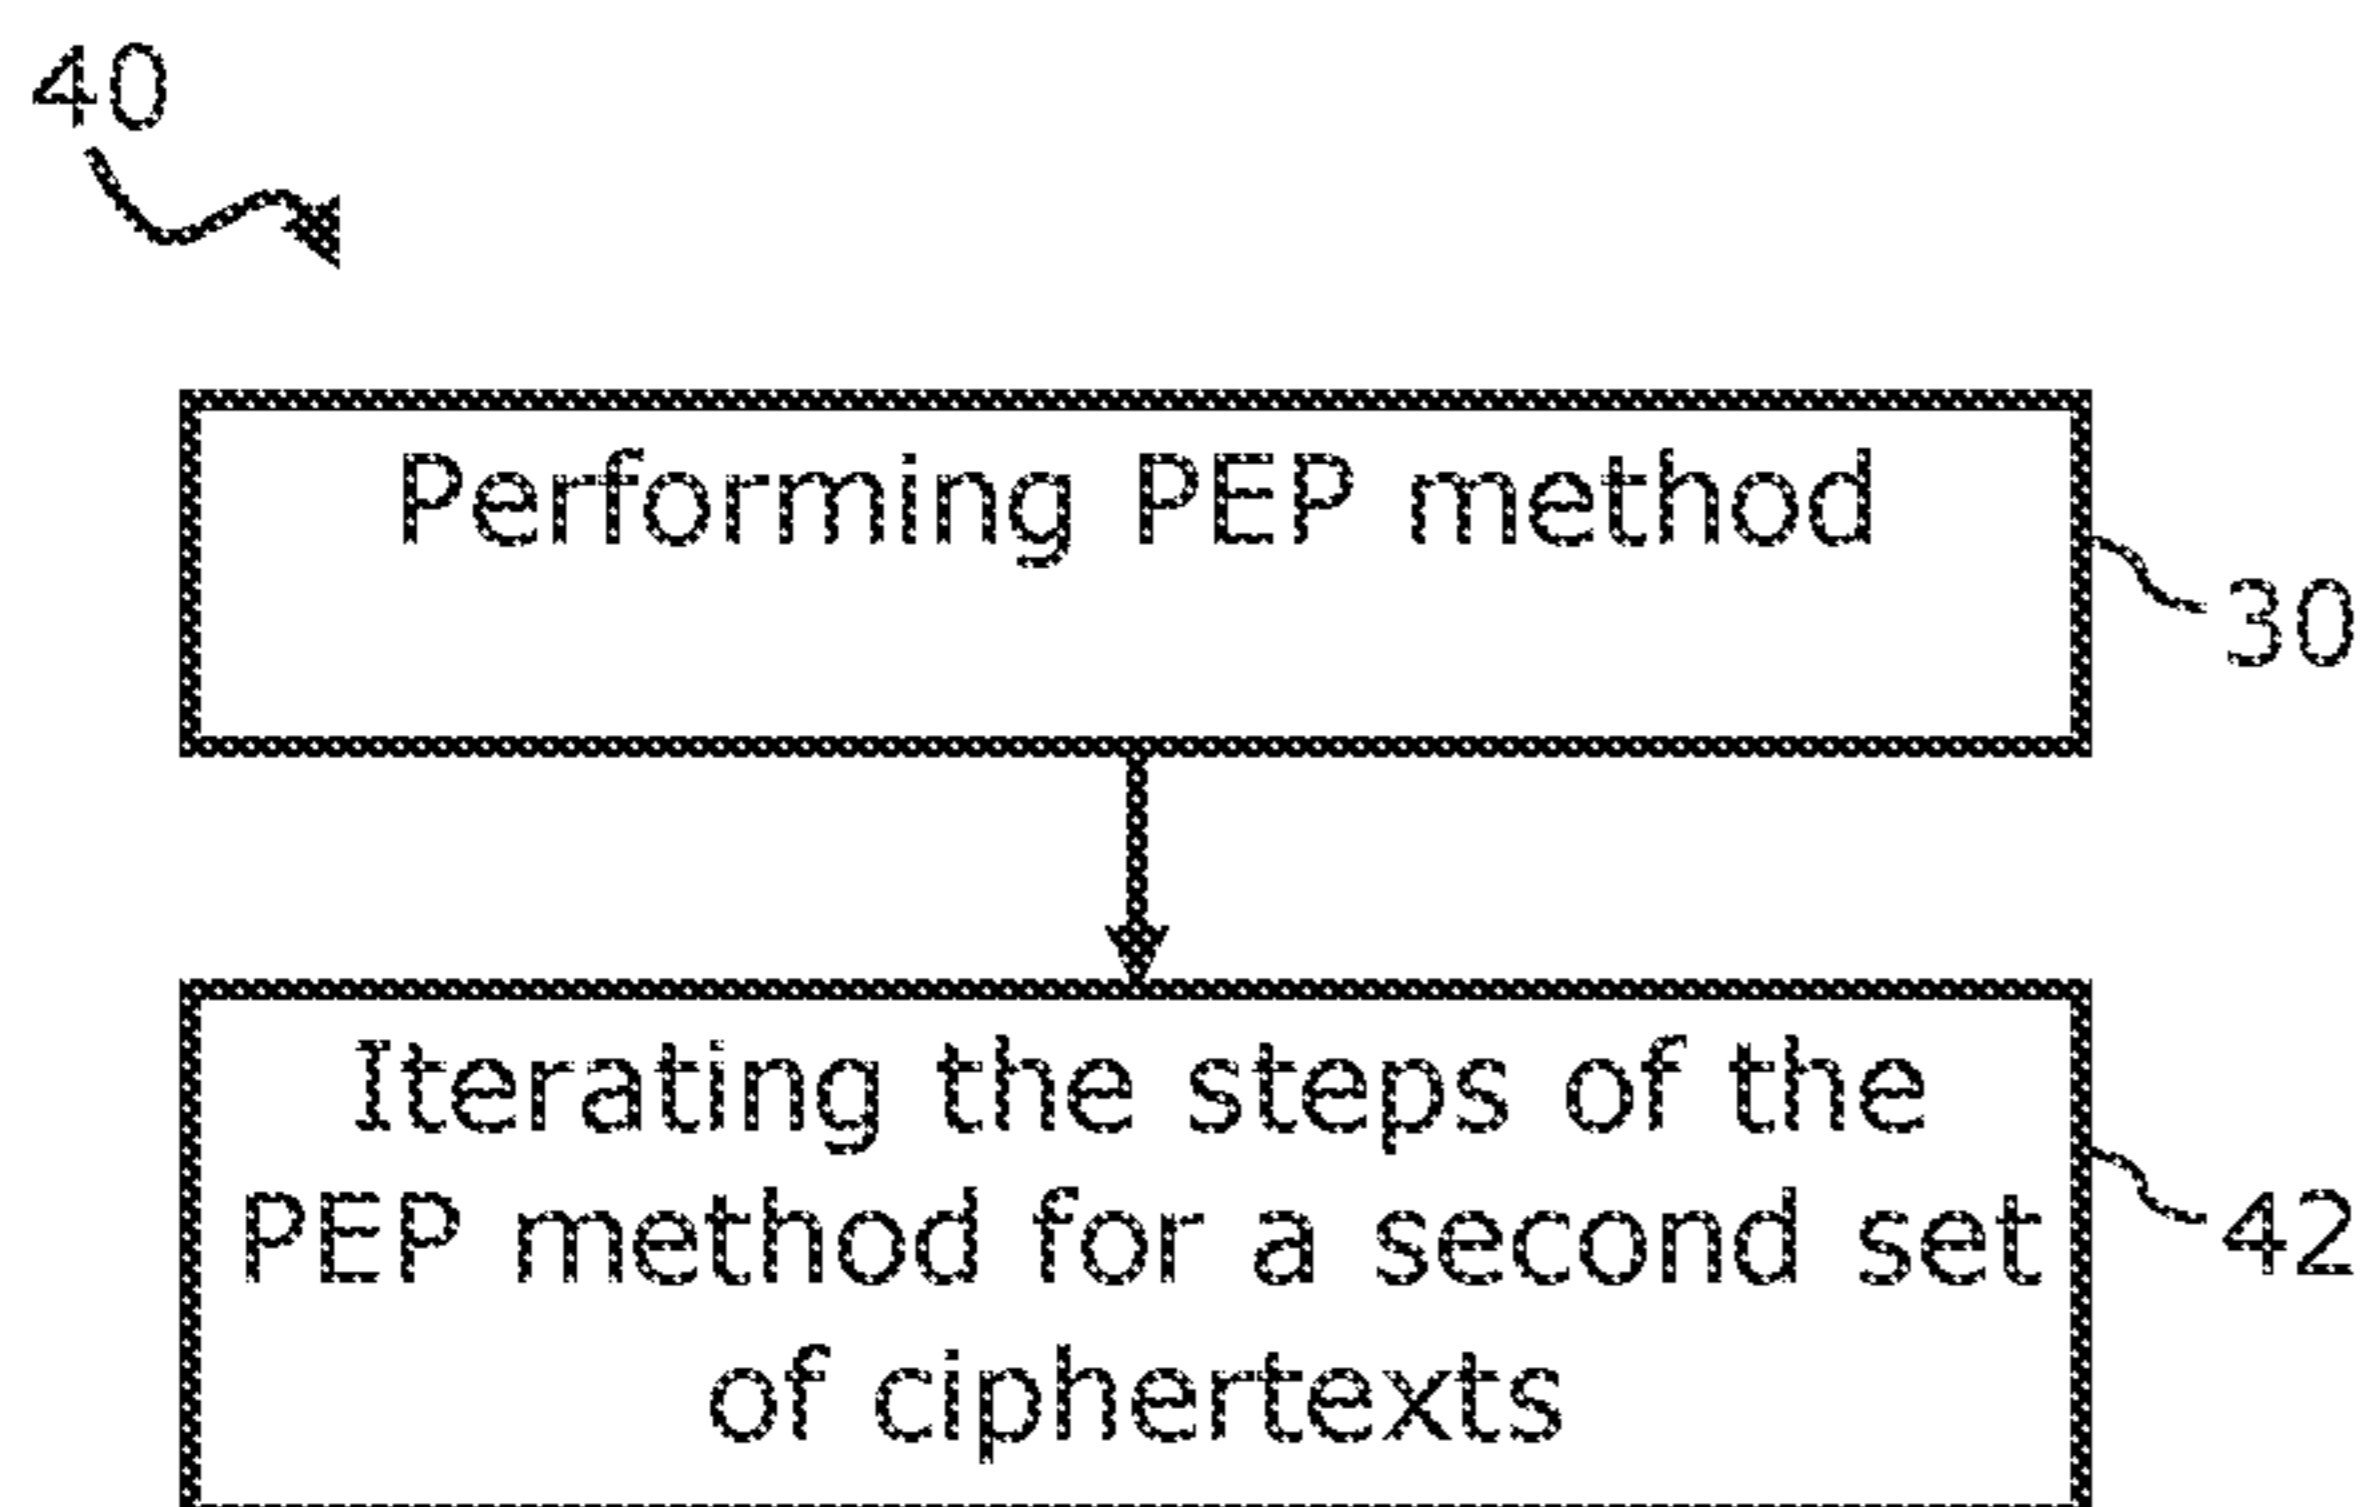 40
Performing PEP method
30
Iterating the steps of the
PEP method for a second set
42
of ciphertexts